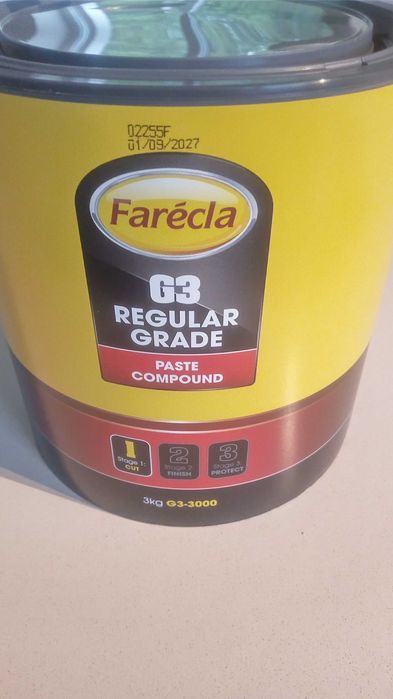 02255F
01/09/2027
Farécla
G3
REGULAR
GRADE
PASTE
COMPOUND
1
Stage 1:
CUT
2
Stage 2:
FINISH
3
Stage 3:
PROTECT
3kg G3-3000